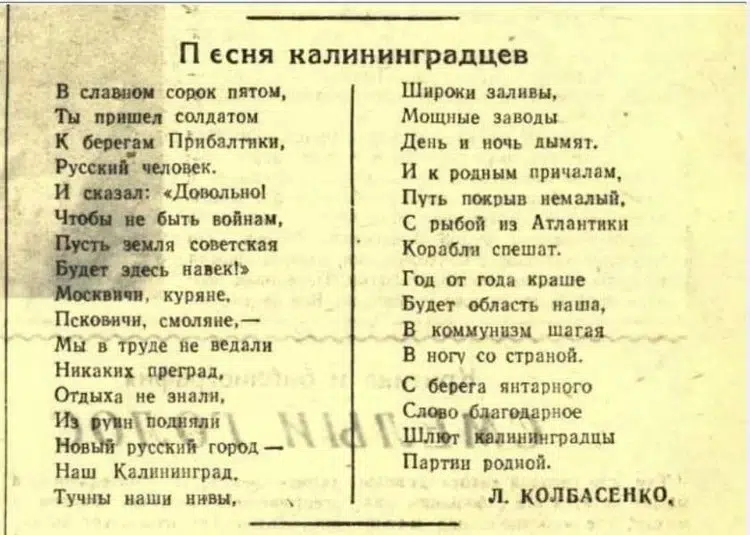 Песня калининградцев
В славном сорок пятом,
Ты пришел солдатом
К берегам Прибалтики,
Русский человек.
И сказал: «Довольно!
Чтобы не быть войнам,
Пусть земля советская
Будет здесь навек!»
Москвичи, куряне,
Псковичи, смоляне,—
Мы в труде не ведали
Никаких преград,
Отдыха не знали,
Из руин подняли
Новый русский город—
Наш Калининград.
Тучны наши нивы,
Широки заливы,
Мощные заводы
День и ночь дымят.
И к родным причалам,
Путь покрыв немалый,
С рыбой из Атлантики
Корабли спешат.
Год от года краше
Будет область наша,
В коммунизм шагая
В ногу со страной.
С берега янтарного
Слово благодарное
Шлют калининградцы
Партии родной.
Л. КОЛБАСЕНКО.